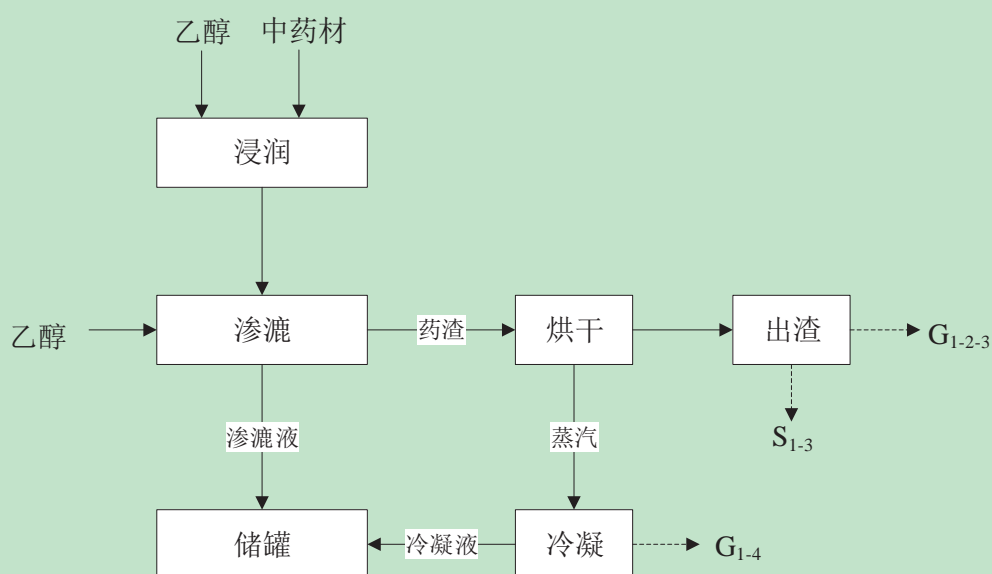 乙醇 中药材
浸润
乙醇 渗漉 药渣 烘干 出渣 G1-2-3
渗漉液 蒸汽 S1-3
储罐 冷凝液 冷凝 G1-4